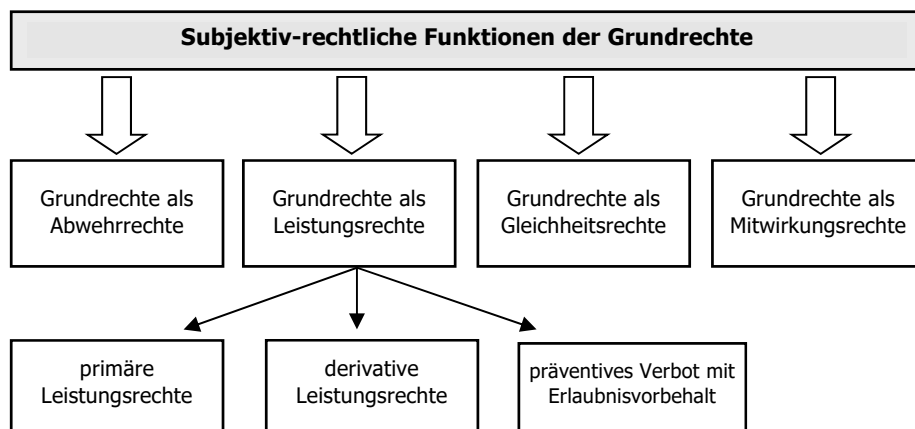 Subjektiv-rechtliche Funktionen der Grundrechte
Grundrechte als
Abwehrrechte
Grundrechte als
Leistungsrechte
Grundrechte als
Gleichheitsrechte
Grundrechte als
Mitwirkungsrechte
primäre
Leistungsrechte
derivative
Leistungsrechte
präventives Verbot mit
Erlaubnisvorbehalt